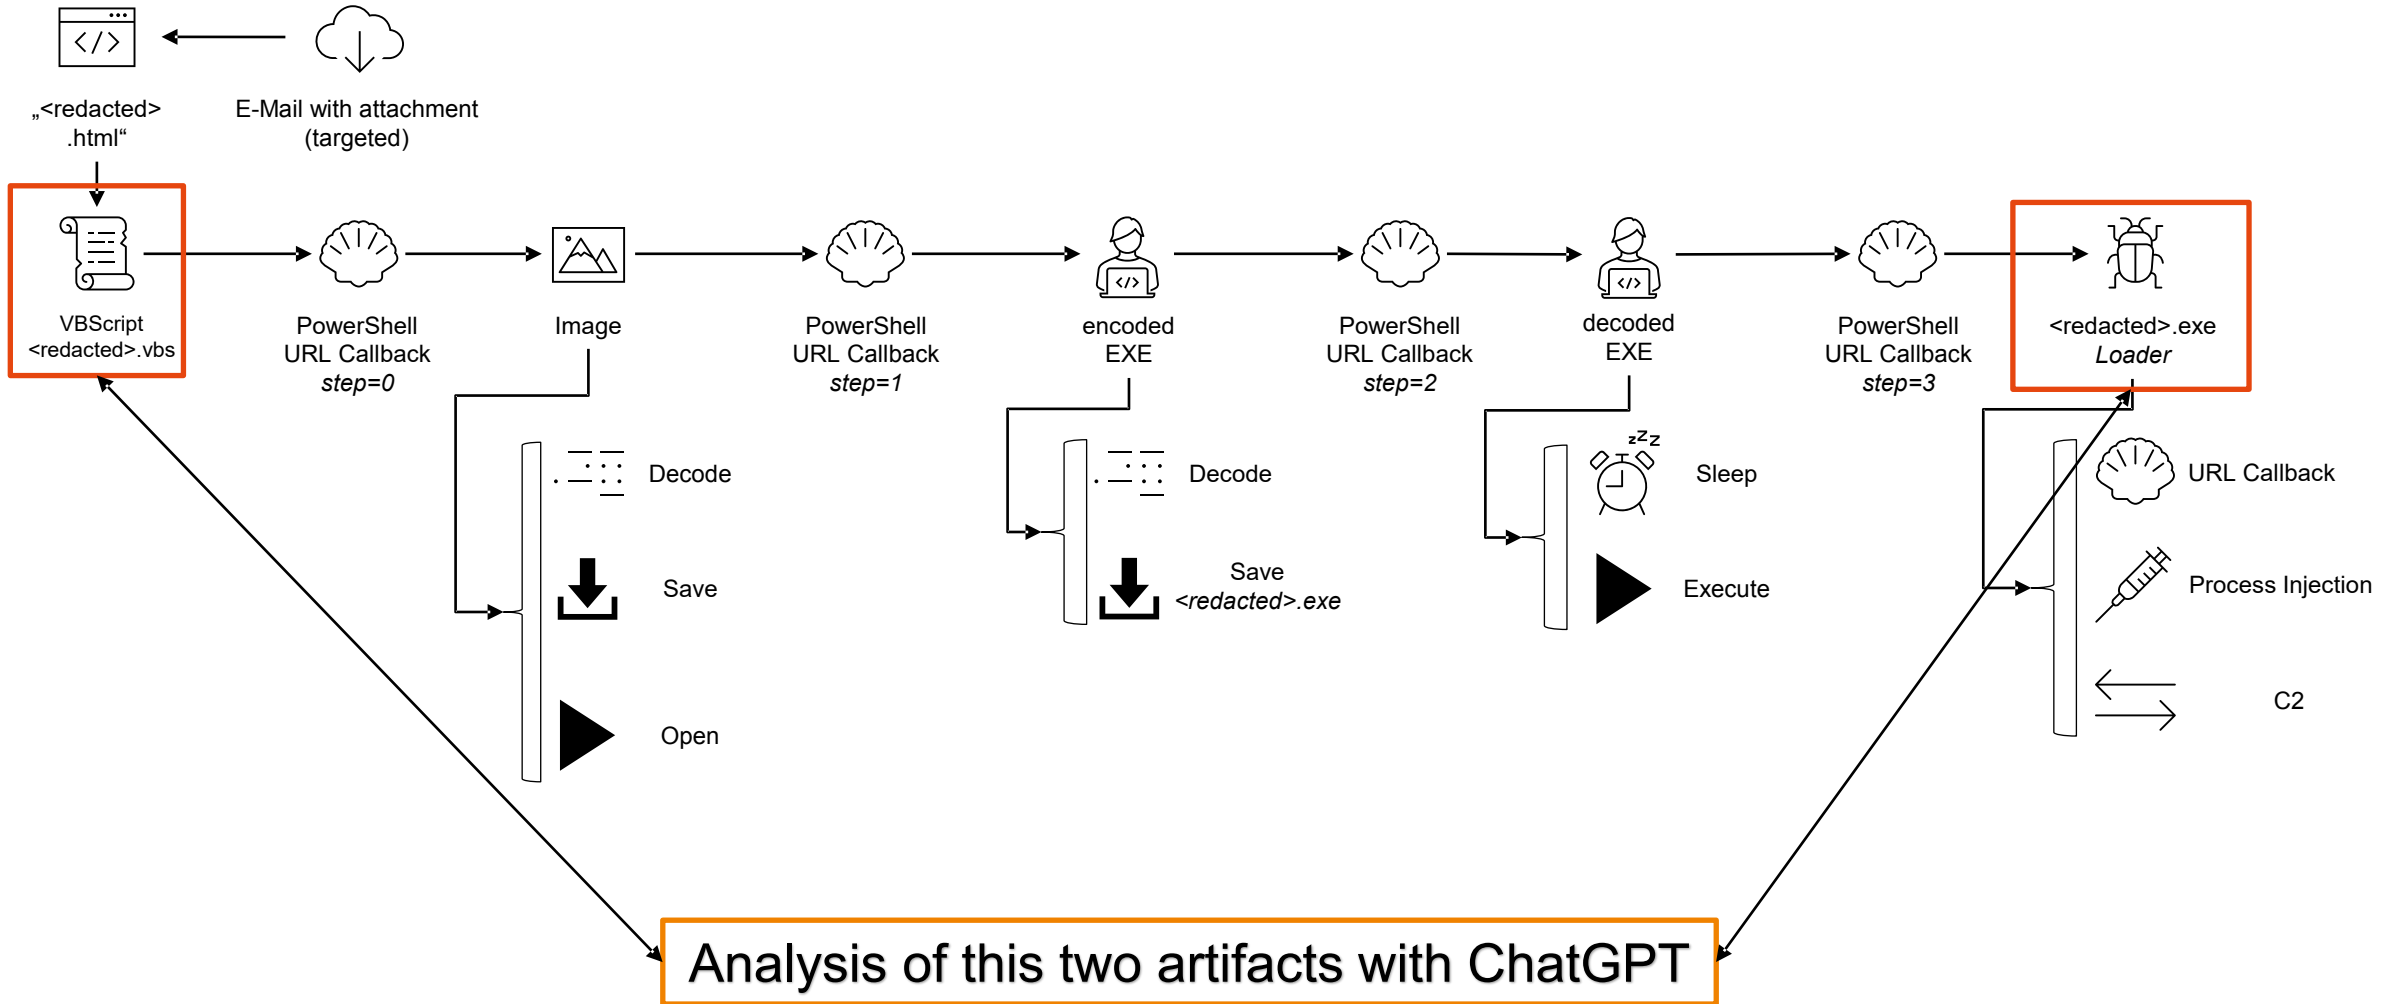 „<redacted>
.html“
E-Mail with attachment
(targeted)
VBScript
<redacted>.vbs
PowerShell
URL Callback
step=0
Image
PowerShell
URL Callback
step=1
encoded
EXE
PowerShell
URL Callback
step=2
decoded
EXE
PowerShell
URL Callback
step=3
<redacted>.exe
Loader
Decode
Save
Open
Decode
Save
<redacted>.exe
zZZ
Sleep
Execute
URL Callback
Process Injection
C2
Analysis of this two artifacts with ChatGPT